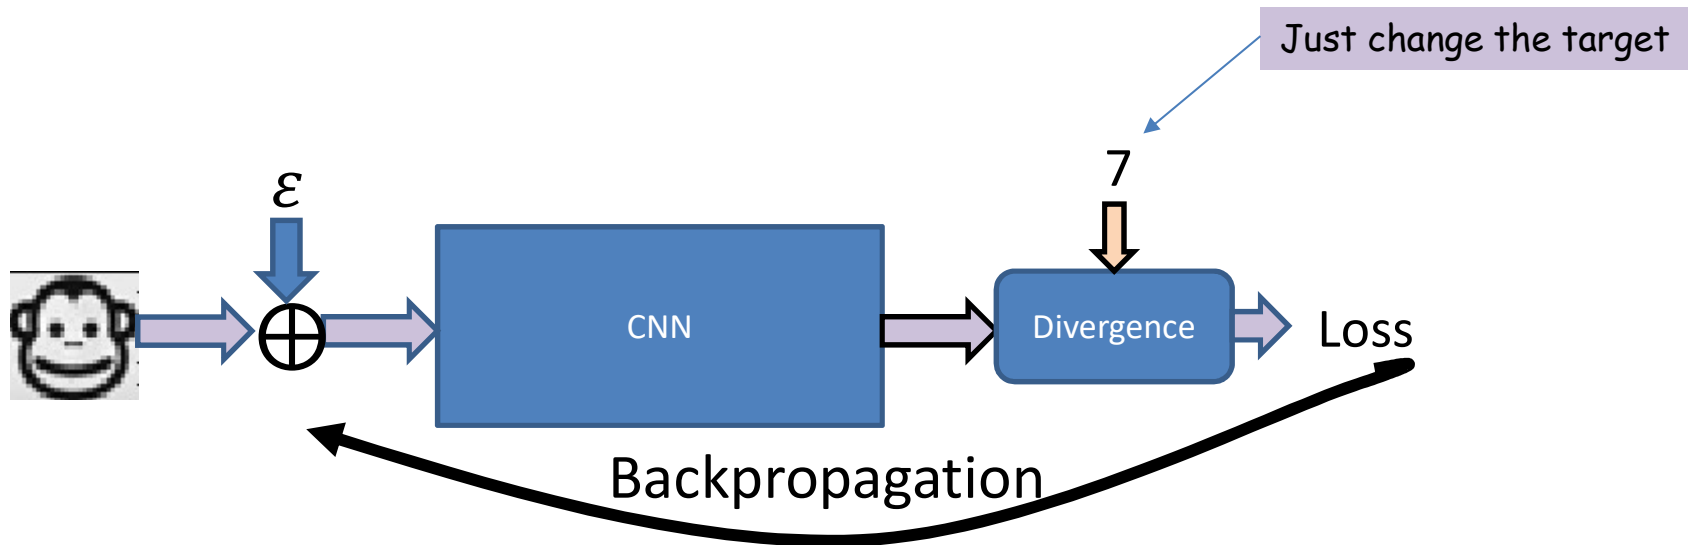 Just change the target
7
ε
CNN
Divergence
Loss
Backpropagation